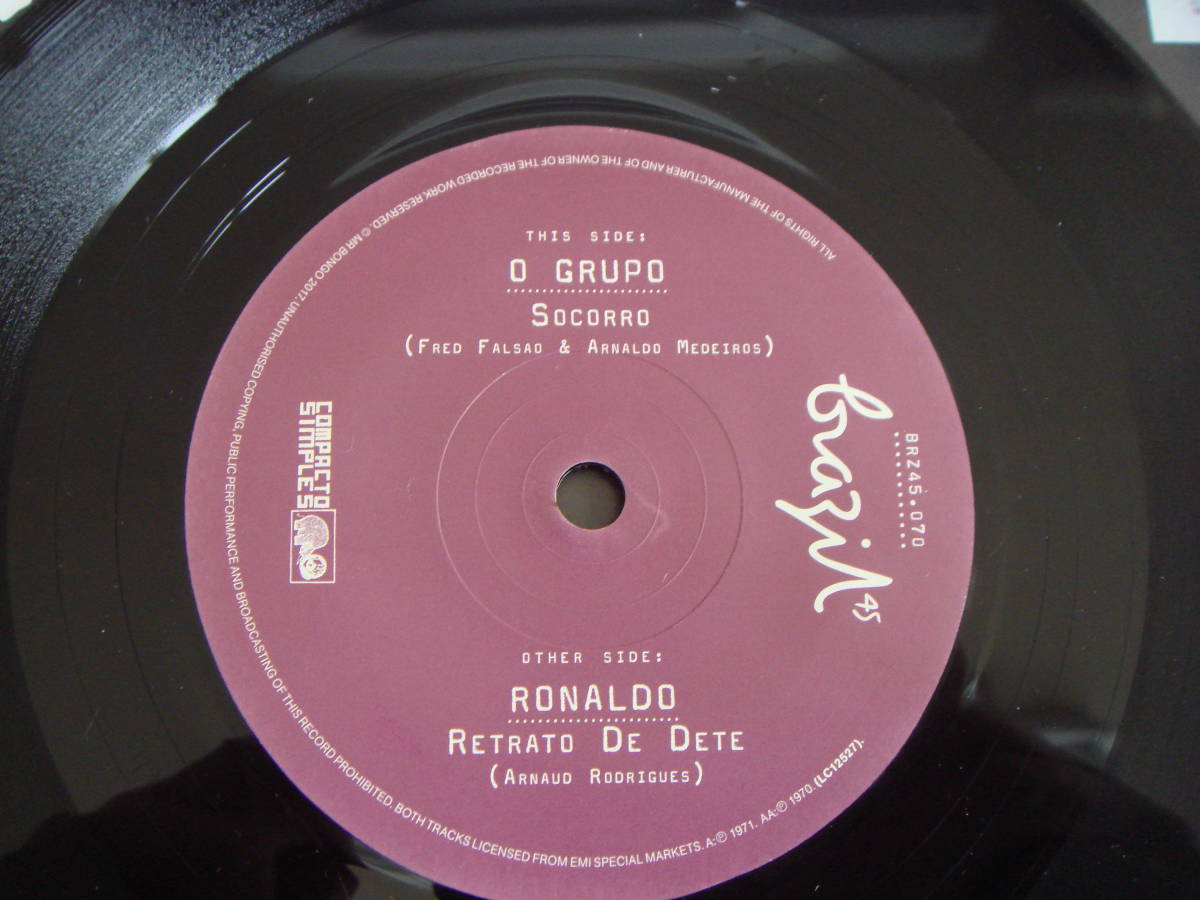 THIS SIDE:
O GRUPO
SOCORRO
(FRED FALSAO & ARNALDO MEDEIROS)
COMPACTO
SIMPLES
brazil 45
BRZ45.070
OTHER SIDE:
RONALDO
RETRATO DE DETE
(ARNAUD RODRIGUES)
ALL RIGHTS OF THE MANUFACTURER AND OF THE OWNER OF THE RECORDED WORK RESERVED. © MR BONGO 2017. UNAUTHORISED COPYING, PUBLIC PERFORMANCE AND BROADCASTING OF THIS RECORD PROHIBITED. BOTH TRACKS LICENSED FROM EMI SPECIAL MARKETS. A:℗ 1971. AA:℗ 1970. (LC12527).